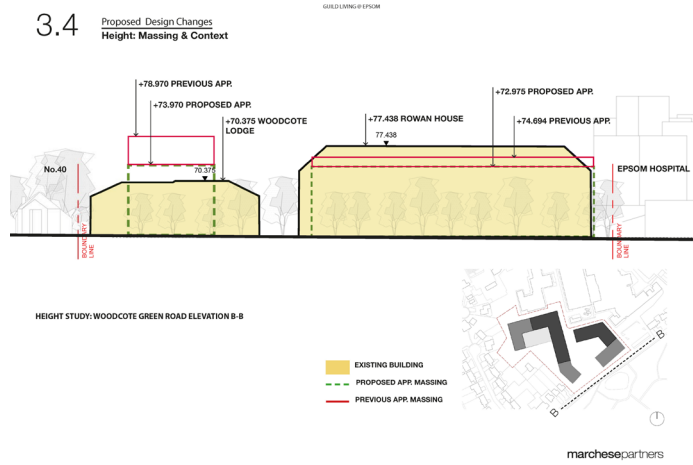 GUILD LIVING @ EPSOM
3.4
Proposed Design Changes
Height: Massing & Context
+78.970 PREVIOUS APP.
+73.970 PROPOSED APP.
+70.375 WOODCOTE
LODGE
+77.438 ROWAN HOUSE
+72.975 PROPOSED APP.
+74.694 PREVIOUS APP.
77.438
70.375
No.40
EPSOM HOSPITAL
BOUNDARY
LINE
BOUNDARY
LINE
HEIGHT STUDY: WOODCOTE GREEN ROAD ELEVATION B-B
B
B
EXISTING BUILDING
PROPOSED APP. MASSING
PREVIOUS APP. MASSING
marchesepartners